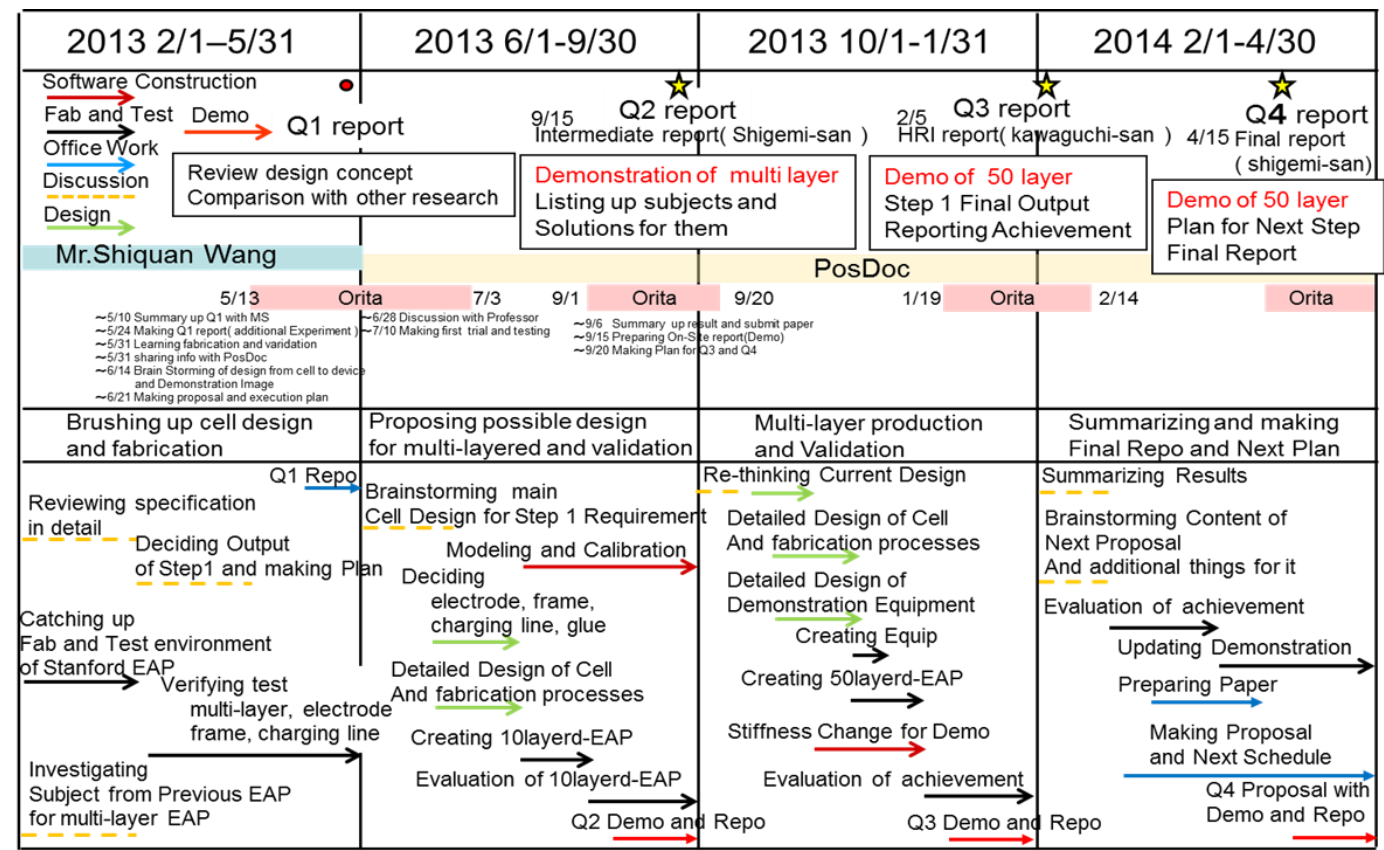 2013 2/1–5/31
2013 6/1-9/30
2013 10/1-1/31
2014 2/1-4/30
Software Construction
Fab and Test
Demo
Office Work
Discussion
Design
Q1 report
Review design concept
Comparison with other research
9/15
Q2 report
Intermediate report( Shigemi-san )
Demonstration of multi layer
Listing up subjects and
Solutions for them
2/5
Q3 report
HRI report( kawaguchi-san )
Demo of 50 layer
Step 1 Final Output
Reporting Achievement
Q4 report
4/15 Final report
( shigemi-san)
Demo of 50 layer
Plan for Next Step
Final Report
Mr.Shiquan Wang
PosDoc
5/13
Orita
7/3
9/1
Orita
9/20
1/19
Orita
2/14
Orita
~5/10 Summary up Q1 with MS
~5/24 Making Q1 report( additional Experiment )
~5/31 Learning fabrication and varidation
~5/31 sharing info with PosDoc
~6/14 Brain Storming of design from cell to device
and Demonstration Image
~6/21 Making proposal and execution plan
~6/28 Discussion with Professor
~7/10 Making first trial and testing
~9/6 Summary up result and submit paper
~9/15 Preparing On-Site report(Demo)
~9/20 Making Plan for Q3 and Q4
Brushing up cell design
and fabrication
Proposing possible design
for multi-layered and validation
Multi-layer production
and Validation
Summarizing and making
Final Repo and Next Plan
Q1 Repo
Reviewing specification
in detail
Deciding Output
of Step1 and making Plan
Catching up
Fab and Test environment
of Stanford EAP
Verifying test
multi-layer, electrode
frame, charging line
Investigating
Subject from Previous EAP
for multi-layer EAP
Brainstorming main
Cell Design for Step 1 Requirement
Modeling and Calibration
Deciding
electrode, frame,
charging line, glue
Detailed Design of Cell
And fabrication processes
Creating 10layerd-EAP
Evaluation of 10layerd-EAP
Q2 Demo and Repo
Re-thinking Current Design
Detailed Design of Cell
And fabrication processes
Detailed Design of
Demonstration Equipment
Creating Equip
Creating 50layerd-EAP
Stiffness Change for Demo
Evaluation of achievement
Q3 Demo and Repo
Summarizing Results
Brainstorming Content of
Next Proposal
And additional things for it
Evaluation of achievement
Updating Demonstration
Preparing Paper
Making Proposal
and Next Schedule
Q4 Proposal with
Demo and Repo